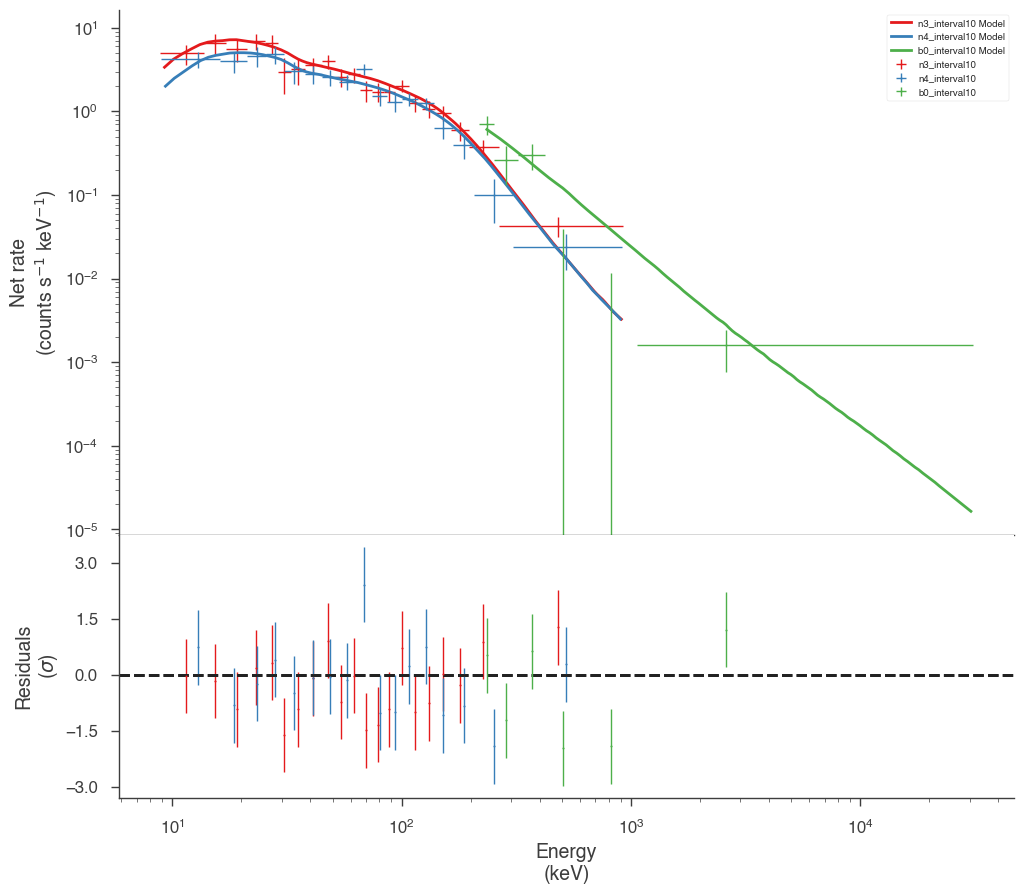 n3_interval10 Model
n4_interval10 Model
b0_interval10 Model
n3_interval10
n4_interval10
b0_interval10
10¹
10⁰
10⁻¹
10⁻²
10⁻³
10⁻⁴
10⁻⁵
Net rate
(counts s⁻¹ keV⁻¹)
3.0
1.5
0.0
−1.5
−3.0
Residuals
(σ)
10¹ 10² 10³ 10⁴
Energy
(keV)